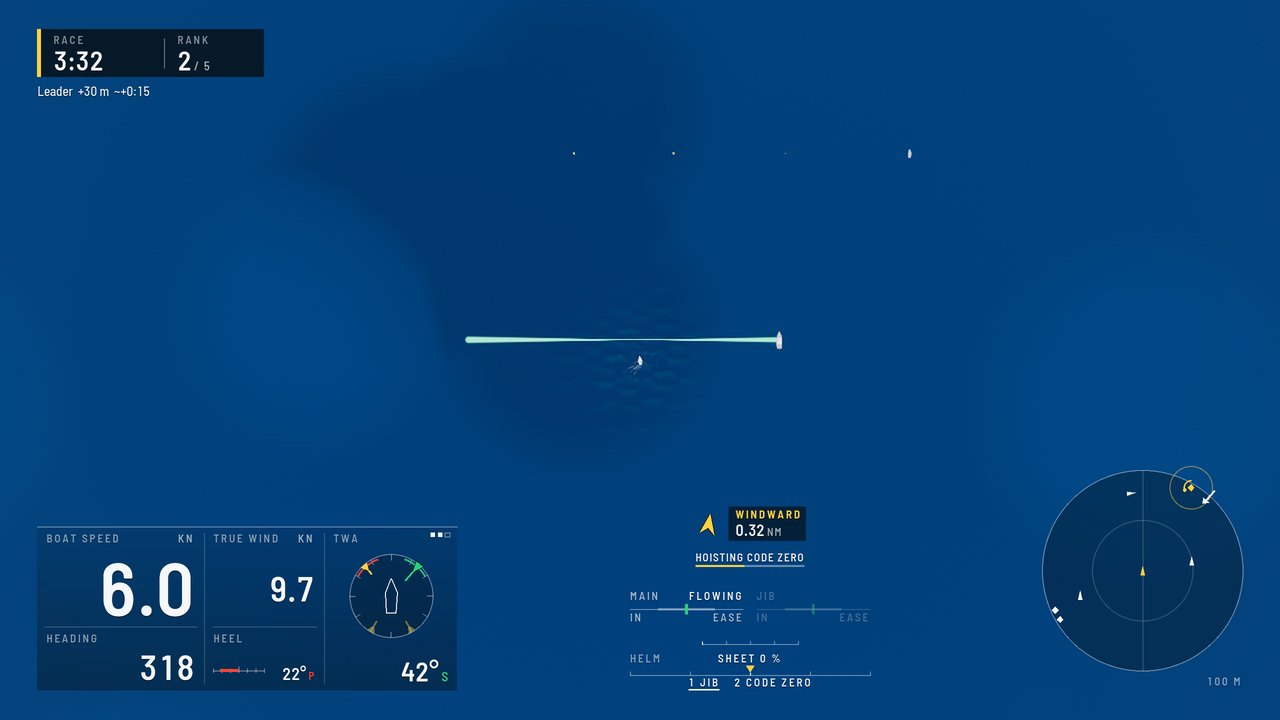 RACE
3:32
RANK
2 / 5
Leader +30 m ~+0:15
BOAT SPEED KN
6.0
TRUE WIND KN
9.7
TWA
42° S
HEADING
318
HEEL
22° P
WINDWARD
0.32 NM
HOISTING CODE ZERO
MAIN FLOWING
IN EASE
JIB
IN EASE
HELM SHEET 0 %
1 JIB 2 CODE ZERO
100 M